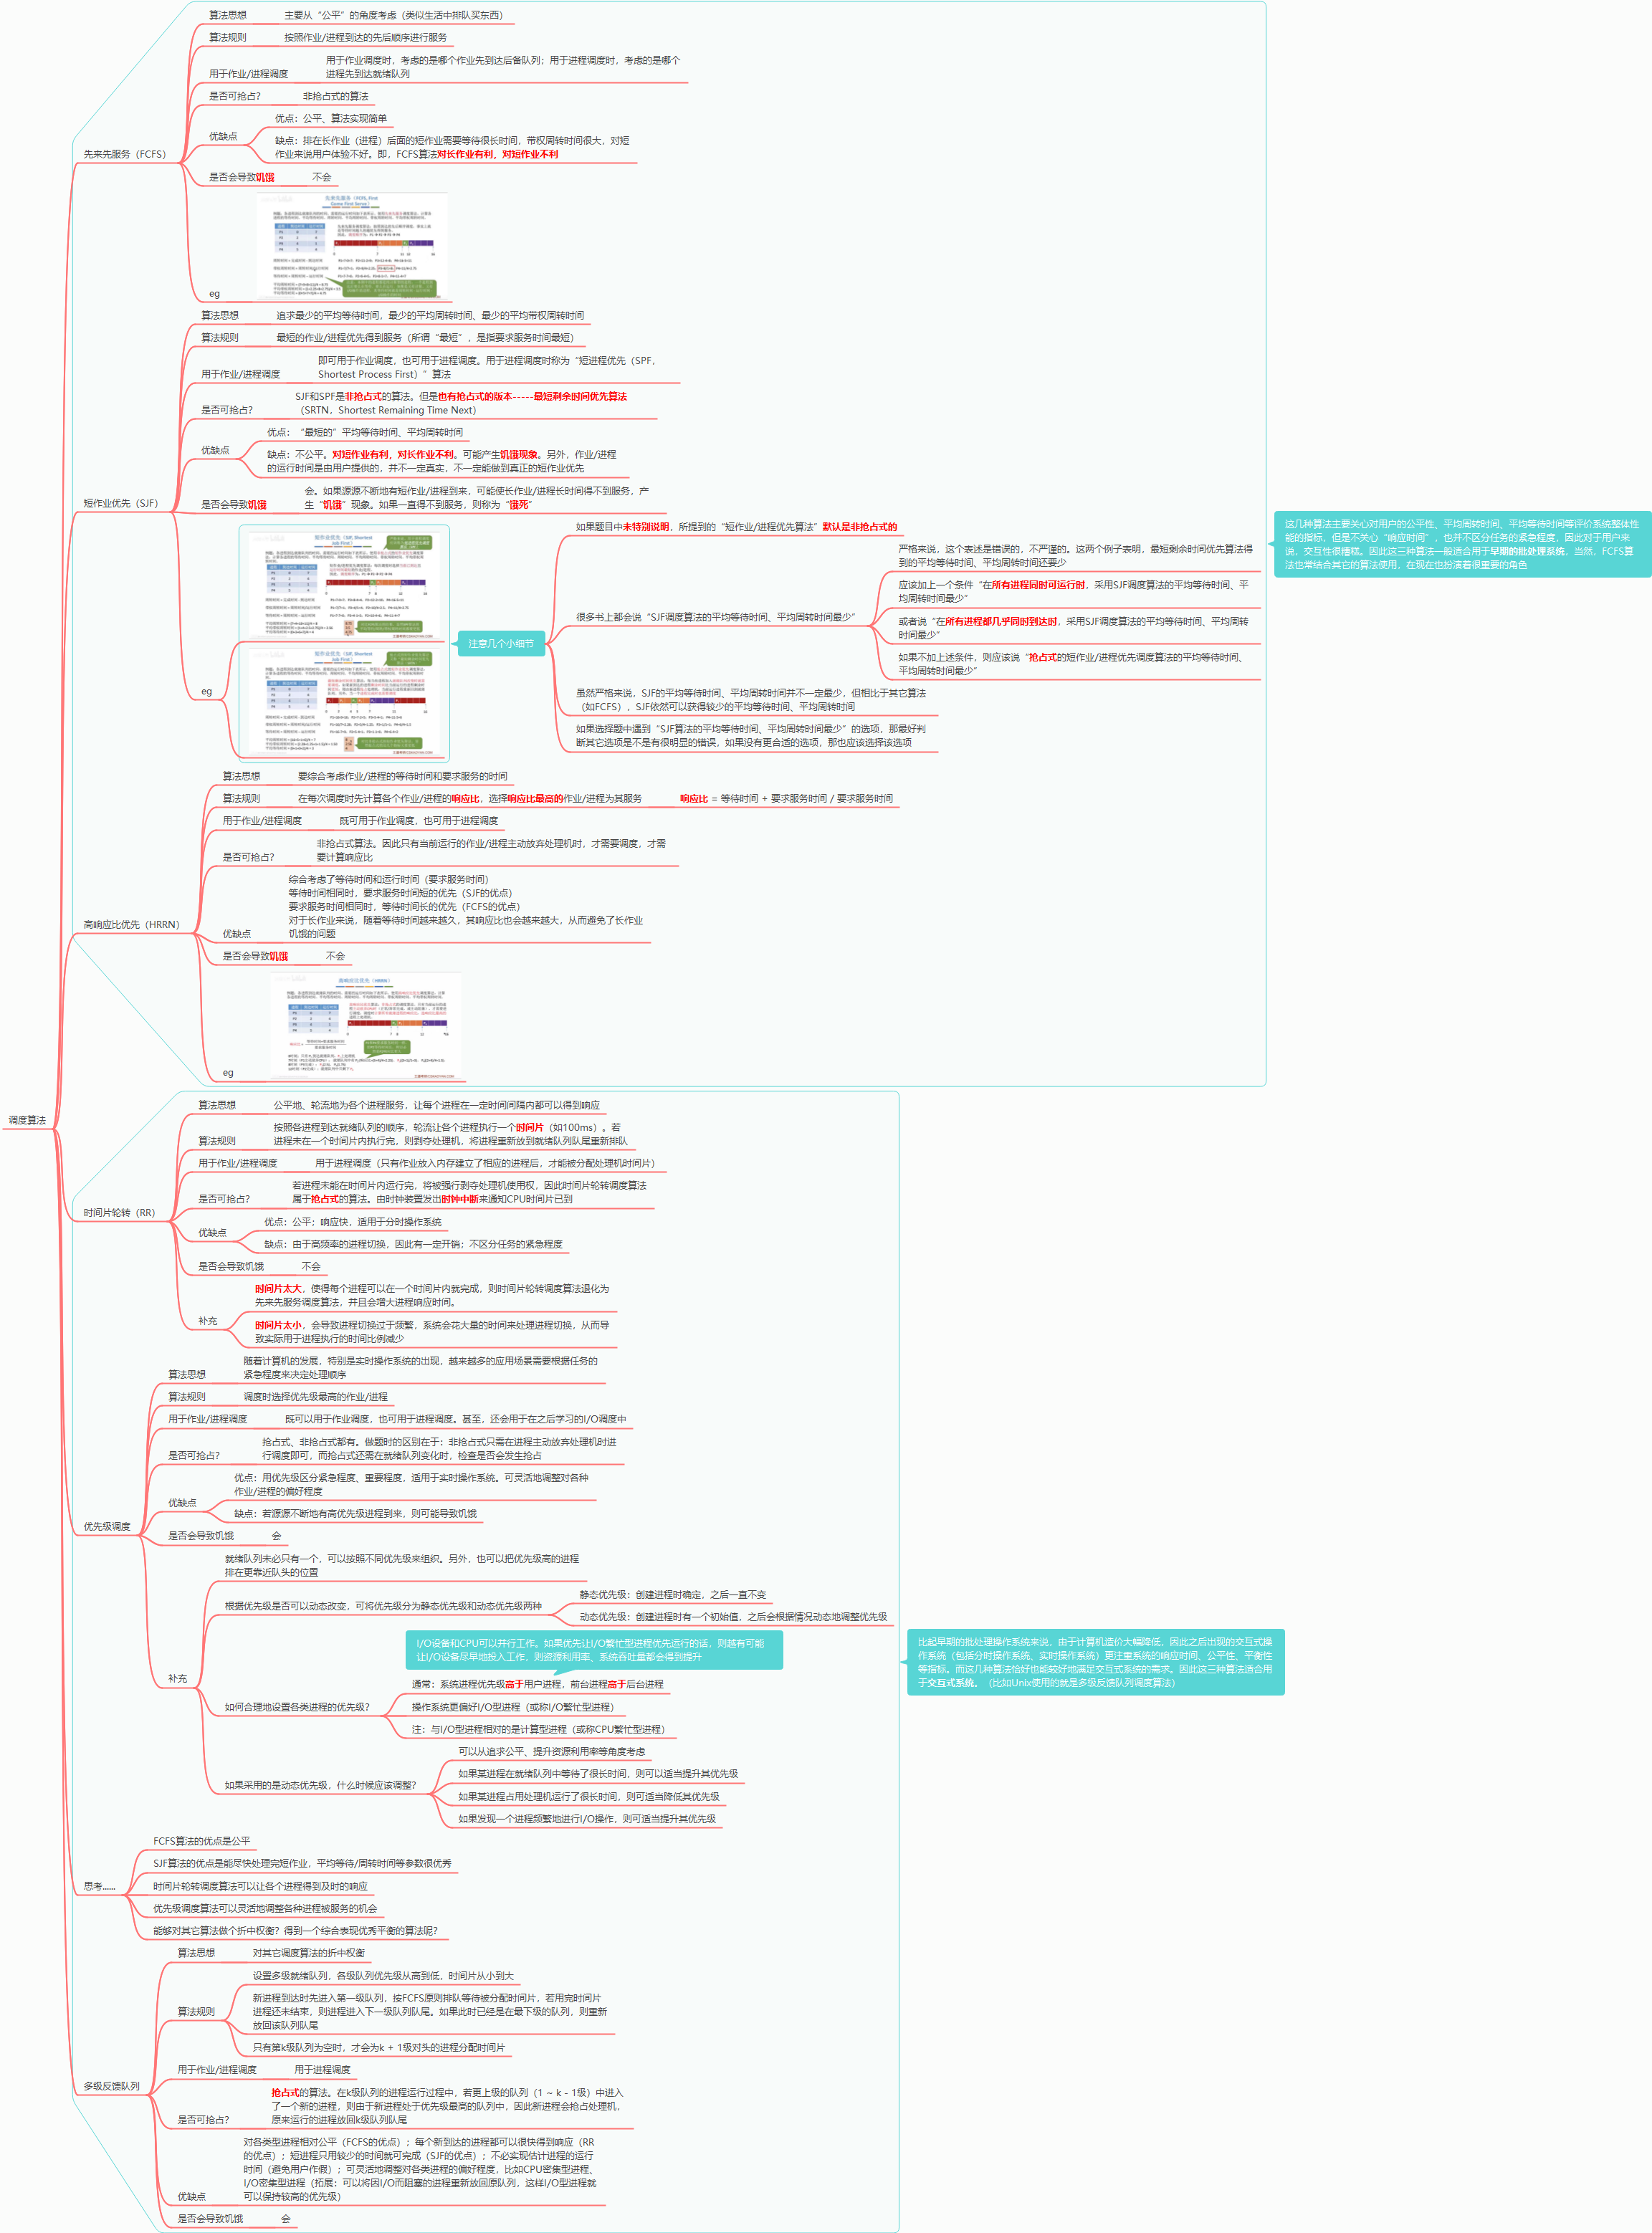 调度算法
先来先服务（FCFS）
算法思想
主要从“公平”的角度考虑（类似生活中排队买东西）
算法规则
按照作业/进程到达的先后顺序进行服务
用于作业/进程调度
用于作业调度时，考虑的是哪个作业先到达后备队列；用于进程调度时，考虑的是哪个
进程先到达就绪队列
是否可抢占？
非抢占式的算法
优缺点
优点：公平、算法实现简单
缺点：排在长作业（进程）后面的短作业需要等待很长时间，带权周转时间很大，对短
作业来说用户体验不好。即，FCFS算法对长作业有利，对短作业不利
是否会导致饥饿
不会
eg
短作业优先（SJF）
算法思想
追求最少的平均等待时间，最少的平均周转时间、最少的平均带权周转时间
算法规则
最短的作业/进程优先得到服务（所谓“最短”，是指要求服务时间最短）
用于作业/进程调度
即可用于作业调度，也可用于进程调度。用于进程调度时称为“短进程优先（SPF，
Shortest Process First）”算法
是否可抢占？
SJF和SPF是非抢占式的算法。但是也有抢占式的版本-----最短剩余时间优先算法
（SRTN，Shortest Remaining Time Next）
优缺点
优点：“最短的”平均等待时间、平均周转时间
缺点：不公平。对短作业有利，对长作业不利。可能产生饥饿现象。另外，作业/进程
的运行时间是由用户提供的，并不一定真实，不一定能做到真正的短作业优先
是否会导致饥饿
会。如果源源不断地有短作业/进程到来，可能使长作业/进程长时间得不到服务，产
生“饥饿”现象。如果一直得不到服务，则称为“饿死”
eg
注意几个小细节
如果题目中未特别说明，所提到的“短作业/进程优先算法”默认是非抢占式的
很多书上都会说“SJF调度算法的平均等待时间、平均周转时间最少”
严格来说，这个表述是错误的，不严谨的。这两个例子表明，最短剩余时间优先算法得
到的平均等待时间、平均周转时间还要少
应该加上一个条件“在所有进程同时可运行时，采用SJF调度算法的平均等待时间、平
均周转时间最少”
或者说“在所有进程都几乎同时到达时，采用SJF调度算法的平均等待时间、平均周转
时间最少”
如果不加上述条件，则应该说“抢占式的短作业/进程优先调度算法的平均等待时间、
平均周转时间最少”
虽然严格来说，SJF的平均等待时间、平均周转时间并不一定最少，但相比于其它算法
（如FCFS），SJF依然可以获得较少的平均等待时间、平均周转时间
如果选择题中遇到“SJF算法的平均等待时间、平均周转时间最少”的选项，那最好判
断其它选项是不是有很明显的错误，如果没有更合适的选项，那也应该选择该选项
高响应比优先（HRRN）
算法思想
要综合考虑作业/进程的等待时间和要求服务的时间
算法规则
在每次调度时先计算各个作业/进程的响应比，选择响应比最高的作业/进程为其服务
响应比 = 等待时间 + 要求服务时间 / 要求服务时间
用于作业/进程调度
既可用于作业调度，也可用于进程调度
是否可抢占？
非抢占式算法。因此只有当前运行的作业/进程主动放弃处理机时，才需要调度，才需
要计算响应比
优缺点
综合考虑了等待时间和运行时间（要求服务时间）
等待时间相同时，要求服务时间短的优先（SJF的优点）
要求服务时间相同时，等待时间长的优先（FCFS的优点）
对于长作业来说，随着等待时间越来越久，其响应比也会越来越大，从而避免了长作业
饥饿的问题
是否会导致饥饿
不会
eg
这几种算法主要关心对用户的公平性、平均周转时间、平均等待时间等评价系统整体性
能的指标，但是不关心“响应时间”，也并不区分任务的紧急程度，因此对于用户来
说，交互性很糟糕。因此这三种算法一般适合用于早期的批处理系统，当然，FCFS算
法也常结合其它的算法使用，在现在也扮演着很重要的角色
时间片轮转（RR）
算法思想
公平地、轮流地为各个进程服务，让每个进程在一定时间间隔内都可以得到响应
算法规则
按照各进程到达就绪队列的顺序，轮流让各个进程执行一个时间片（如100ms）。若
进程未在一个时间片内执行完，则剥夺处理机，将进程重新放到就绪队列队尾重新排队
用于作业/进程调度
用于进程调度（只有作业放入内存建立了相应的进程后，才能被分配处理机时间片）
是否可抢占？
若进程未能在时间片内运行完，将被强行剥夺处理机使用权，因此时间片轮转调度算法
属于抢占式的算法。由时钟装置发出时钟中断来通知CPU时间片已到
优缺点
优点：公平；响应快，适用于分时操作系统
缺点：由于高频率的进程切换，因此有一定开销；不区分任务的紧急程度
是否会导致饥饿
不会
补充
时间片太大，使得每个进程可以在一个时间片内就完成，则时间片轮转调度算法退化为
先来先服务调度算法，并且会增大进程响应时间。
时间片太小，会导致进程切换过于频繁，系统会花大量的时间来处理进程切换，从而导
致实际用于进程执行的时间比例减少
优先级调度
算法思想
随着计算机的发展，特别是实时操作系统的出现，越来越多的应用场景需要根据任务的
紧急程度来决定处理顺序
算法规则
调度时选择优先级最高的作业/进程
用于作业/进程调度
既可以用于作业调度，也可用于进程调度。甚至，还会用于在之后学习的I/O调度中
是否可抢占？
抢占式、非抢占式都有。做题时的区别在于：非抢占式只需在进程主动放弃处理机时进
行调度即可，而抢占式还需在就绪队列变化时，检查是否会发生抢占
优缺点
优点：用优先级区分紧急程度、重要程度，适用于实时操作系统。可灵活地调整对各种
作业/进程的偏好程度
缺点：若源源不断地有高优先级进程到来，则可能导致饥饿
是否会导致饥饿
会
补充
就绪队列未必只有一个，可以按照不同优先级来组织。另外，也可以把优先级高的进程
排在更靠近队头的位置
根据优先级是否可以动态改变，可将优先级分为静态优先级和动态优先级两种
静态优先级：创建进程时确定，之后一直不变
动态优先级：创建进程时有一个初始值，之后会根据情况动态地调整优先级
I/O设备和CPU可以并行工作。如果优先让I/O繁忙型进程优先运行的话，则越有可能
让I/O设备尽早地投入工作，则资源利用率、系统吞吐量都会得到提升
如何合理地设置各类进程的优先级？
通常：系统进程优先级高于用户进程，前台进程高于后台进程
操作系统更偏好I/O型进程（或称I/O繁忙型进程）
注：与I/O型进程相对的是计算型进程（或称CPU繁忙型进程）
如果采用的是动态优先级，什么时候应该调整？
可以从追求公平、提升资源利用率等角度考虑
如果某进程在就绪队列中等待了很长时间，则可以适当提升其优先级
如果某进程占用处理机运行了很长时间，则可适当降低其优先级
如果发现一个进程频繁地进行I/O操作，则可适当提升其优先级
比起早期的批处理操作系统来说，由于计算机造价大幅降低，因此之后出现的交互式操
作系统（包括分时操作系统、实时操作系统）更注重系统的响应时间、公平性、平衡性
等指标。而这几种算法恰好也能较好地满足交互式系统的需求。因此这三种算法适合用
于交互式系统。（比如Unix使用的就是多级反馈队列调度算法）
思考......
FCFS算法的优点是公平
SJF算法的优点是能尽快处理完短作业，平均等待/周转时间等参数很优秀
时间片轮转调度算法可以让各个进程得到及时的响应
优先级调度算法可以灵活地调整各种进程被服务的机会
能够对其它算法做个折中权衡？得到一个综合表现优秀平衡的算法呢？
多级反馈队列
算法思想
对其它调度算法的折中权衡
算法规则
设置多级就绪队列，各级队列优先级从高到低，时间片从小到大
新进程到达时先进入第一级队列，按FCFS原则排队等待被分配时间片，若用完时间片
进程还未结束，则进程进入下一级队列队尾。如果此时已经是在最下级的队列，则重新
放回该队列队尾
只有第k级队列为空时，才会为k + 1级对头的进程分配时间片
用于作业/进程调度
用于进程调度
是否可抢占？
抢占式的算法。在k级队列的进程运行过程中，若更上级的队列（1 ~ k - 1级）中进入
了一个新的进程，则由于新进程处于优先级最高的队列中，因此新进程会抢占处理机，
原来运行的进程放回k级队列队尾
优缺点
对各类型进程相对公平（FCFS的优点）；每个新到达的进程都可以很快得到响应（RR
的优点）；短进程只用较少的时间就可完成（SJF的优点）；不必实现估计进程的运行
时间（避免用户作假）；可灵活地调整对各类进程的偏好程度，比如CPU密集型进程、
I/O密集型进程（拓展：可以将因I/O而阻塞的进程重新放回原队列，这样I/O型进程就
可以保持较高的优先级）
是否会导致饥饿
会